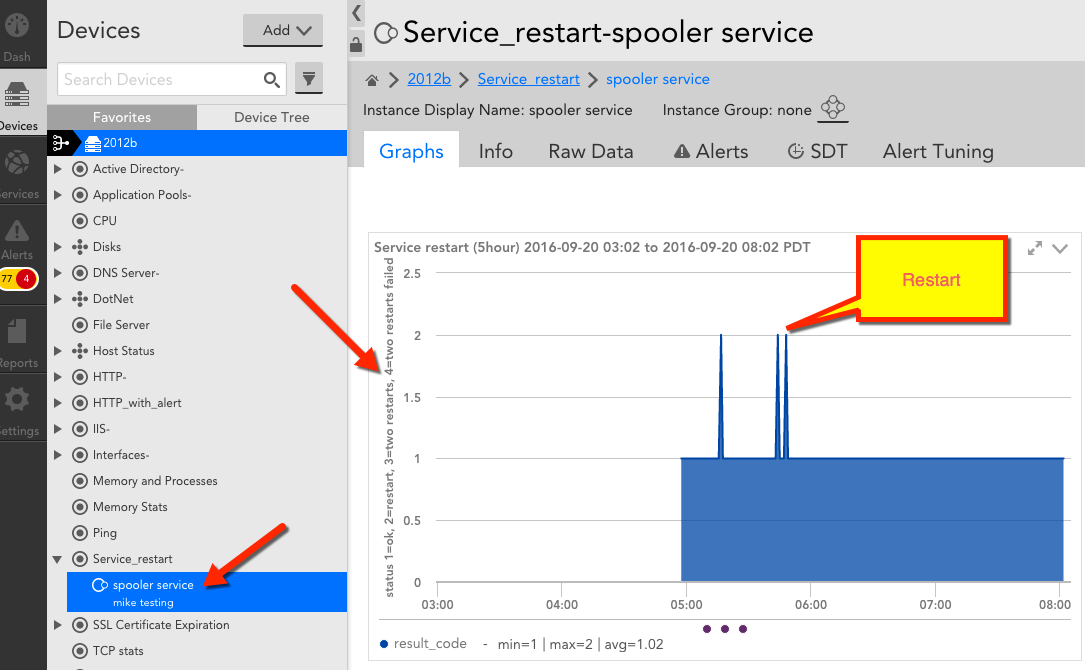 Dash
Devices
Services
Alerts
77 4
Reports
Settings
Devices
Add
Search Devices
Favorites
Device Tree
2012b
Active Directory-
Application Pools-
CPU
Disks
DNS Server-
DotNet
File Server
Host Status
HTTP-
HTTP_with_alert
IIS-
Interfaces-
Memory and Processes
Memory Stats
Ping
Service_restart
spooler service
mike testing
SSL Certificate Expiration
TCP stats
Service_restart-spooler service
2012b Service_restart spooler service
Instance Display Name: spooler service Instance Group: none
Graphs Info Raw Data Alerts SDT Alert Tuning
Service restart (5hour) 2016-09-20 03:02 to 2016-09-20 08:02 PDT
Restart
status 1=ok, 2=restart, 3=two restarts, 4=two restarts failed
2.5
2
1.5
1
0.5
0
03:00 04:00 05:00 06:00 07:00 08:00
result_code - min=1 | max=2 | avg=1.02